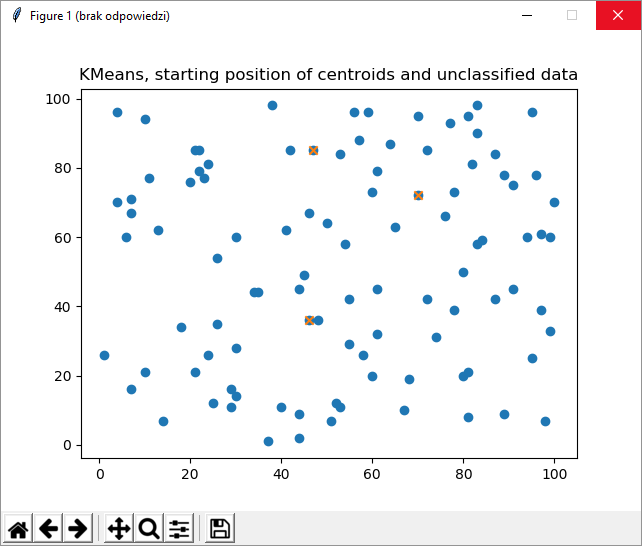 Figure 1 (brak odpowiedzi)
KMeans, starting position of centroids and unclassified data
100
80
60
40
20
0
0 20 40 60 80 100